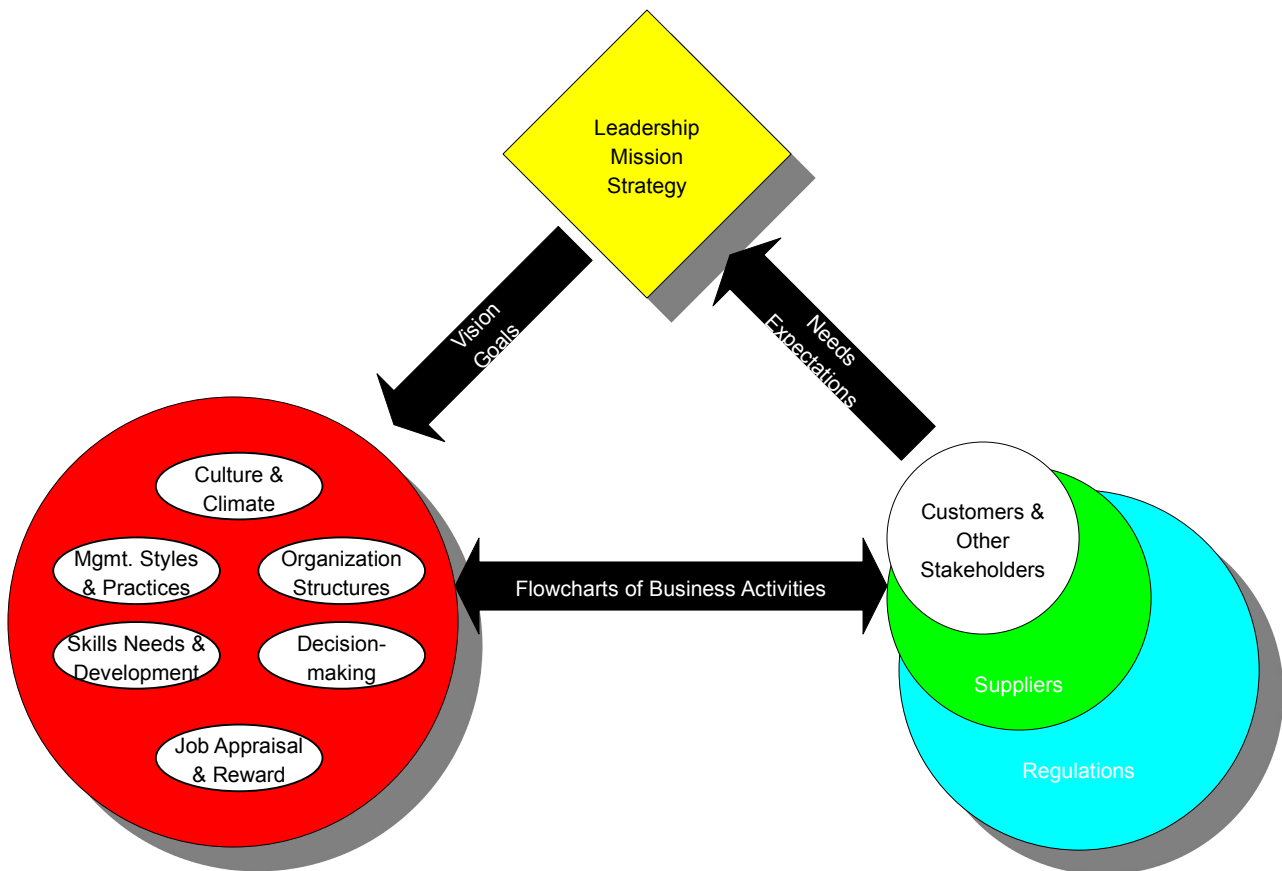 Leadership
Mission
Strategy
Vision
Goals
Needs
Expectations
Culture &
Climate
Mgmt. Styles
& Practices
Organization
Structures
Skills Needs &
Development
Decision-
making
Job Appraisal
& Reward
Flowcharts of Business Activities
Customers &
Other
Stakeholders
Suppliers
Regulations